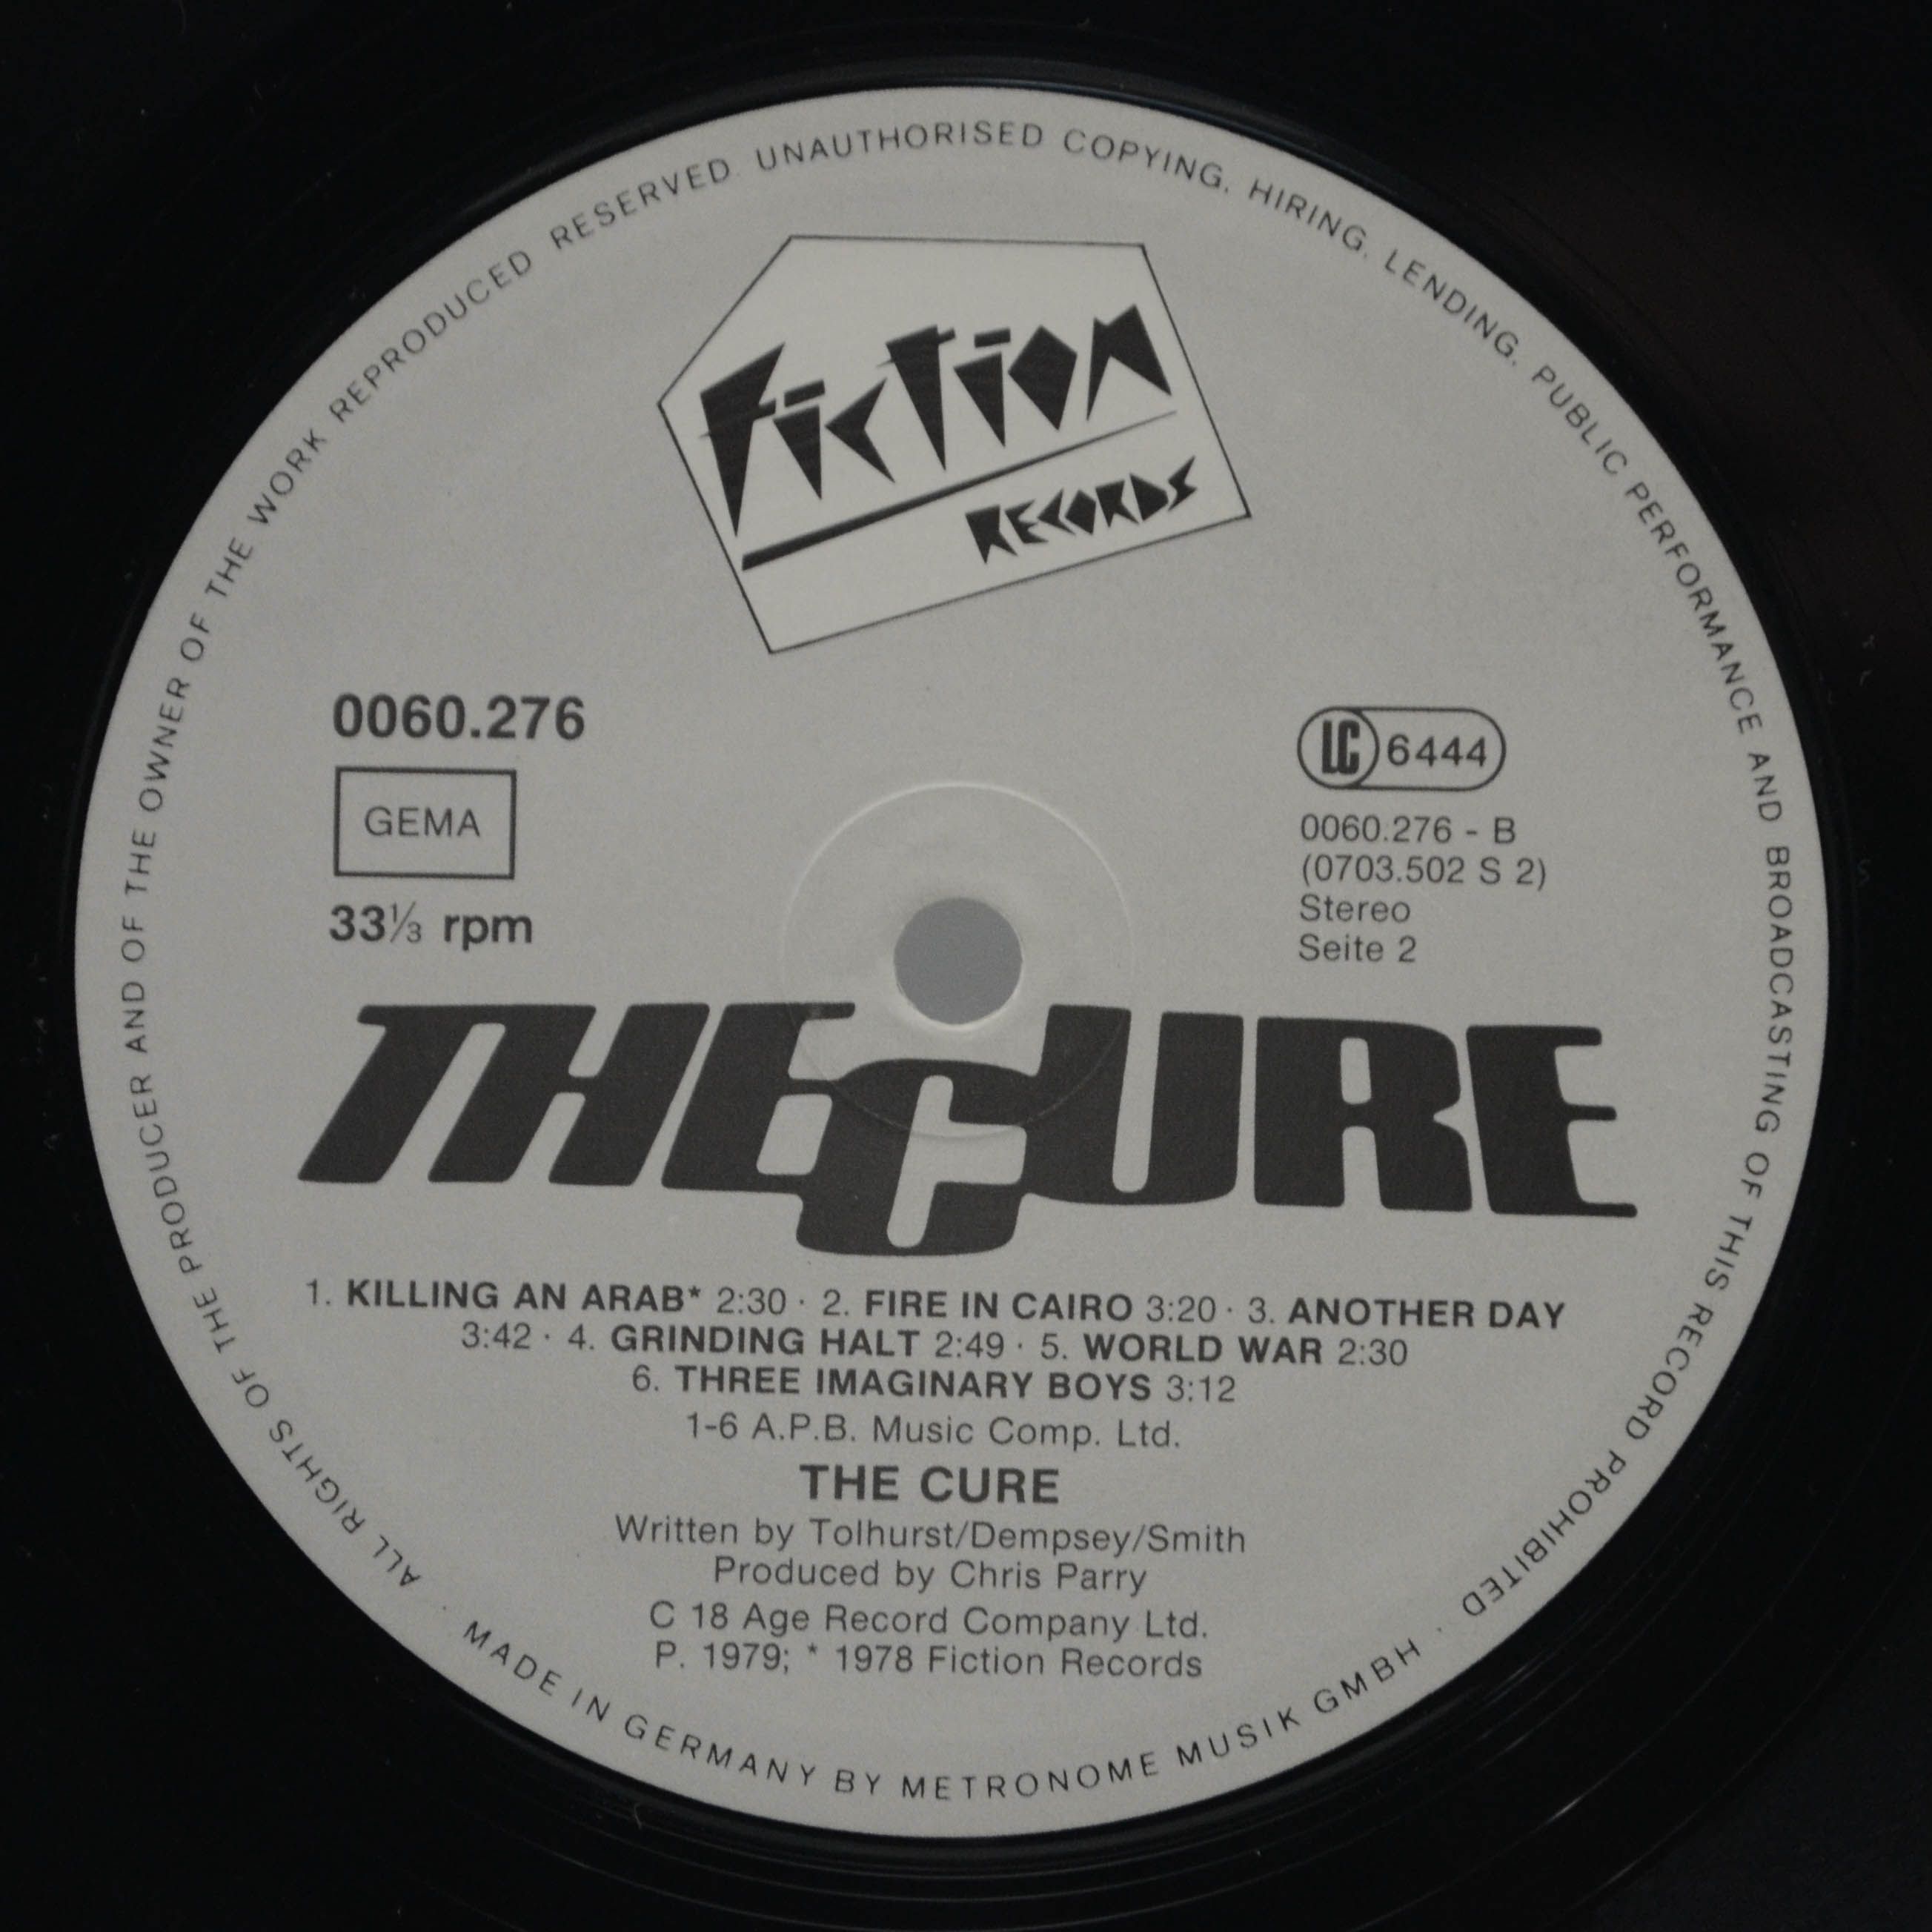 ALL RIGHTS OF THE PRODUCER AND OF THE OWNER OF THE WORK REPRODUCED RESERVED. UNAUTHORISED COPYING, HIRING, LENDING, PUBLIC PERFORMANCE AND BROADCASTING OF THIS RECORD PROHIBITED ·
Fiction
RECORDS
0060.276
GEMA
33⅓ rpm
LC 6444
0060.276 - B
(0703.502 S 2)
Stereo
Seite 2
THE CURE
1. KILLING AN ARAB* 2:30 · 2. FIRE IN CAIRO 3:20 · 3. ANOTHER DAY
3:42 · 4. GRINDING HALT 2:49 · 5. WORLD WAR 2:30
6. THREE IMAGINARY BOYS 3:12
1-6 A.P.B. Music Comp. Ltd.
THE CURE
Written by Tolhurst/Dempsey/Smith
Produced by Chris Parry
C 18 Age Record Company Ltd.
P. 1979; * 1978 Fiction Records
MADE IN GERMANY BY METRONOME MUSIK GMBH